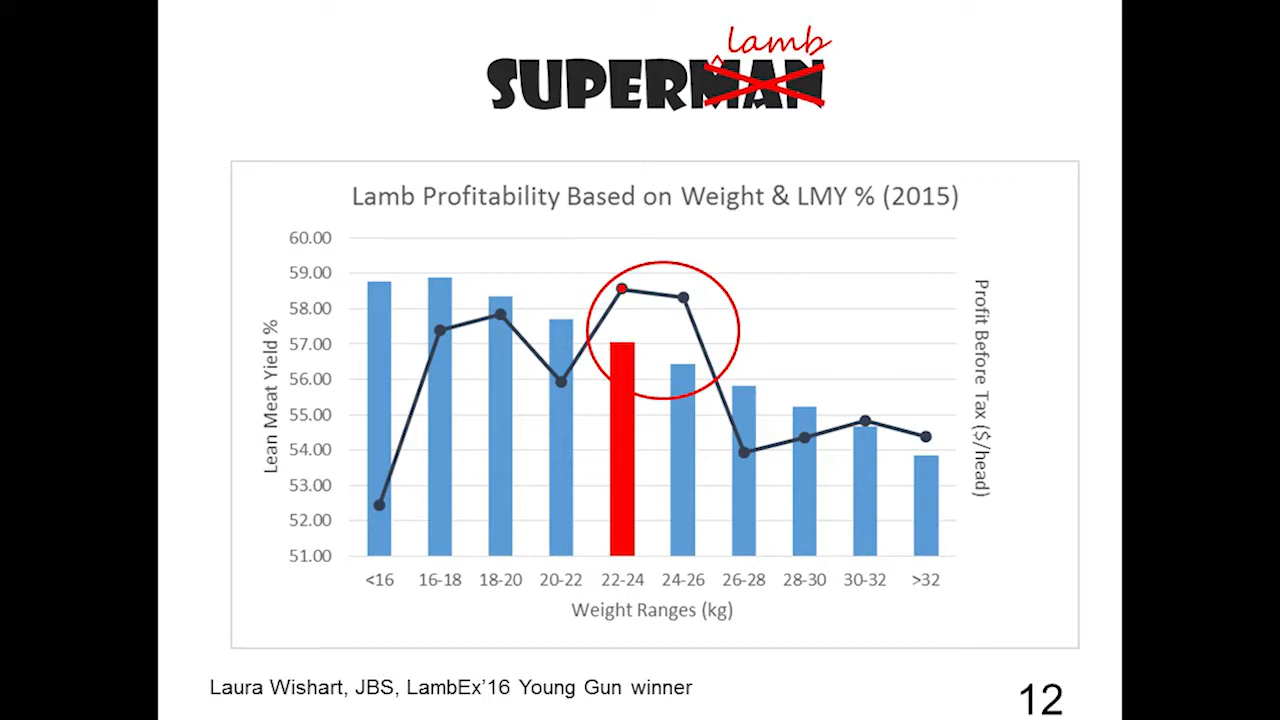 lamb
SUPERMAN
Lamb Profitability Based on Weight & LMY % (2015)
60.00
59.00
58.00
57.00
56.00
55.00
54.00
53.00
52.00
51.00
Lean Meat Yield %
Profit Before Tax ($/head)
<16 16-18 18-20 20-22 22-24 24-26 26-28 28-30 30-32 >32
Weight Ranges (kg)
Laura Wishart, JBS, LambEx’16 Young Gun winner
12